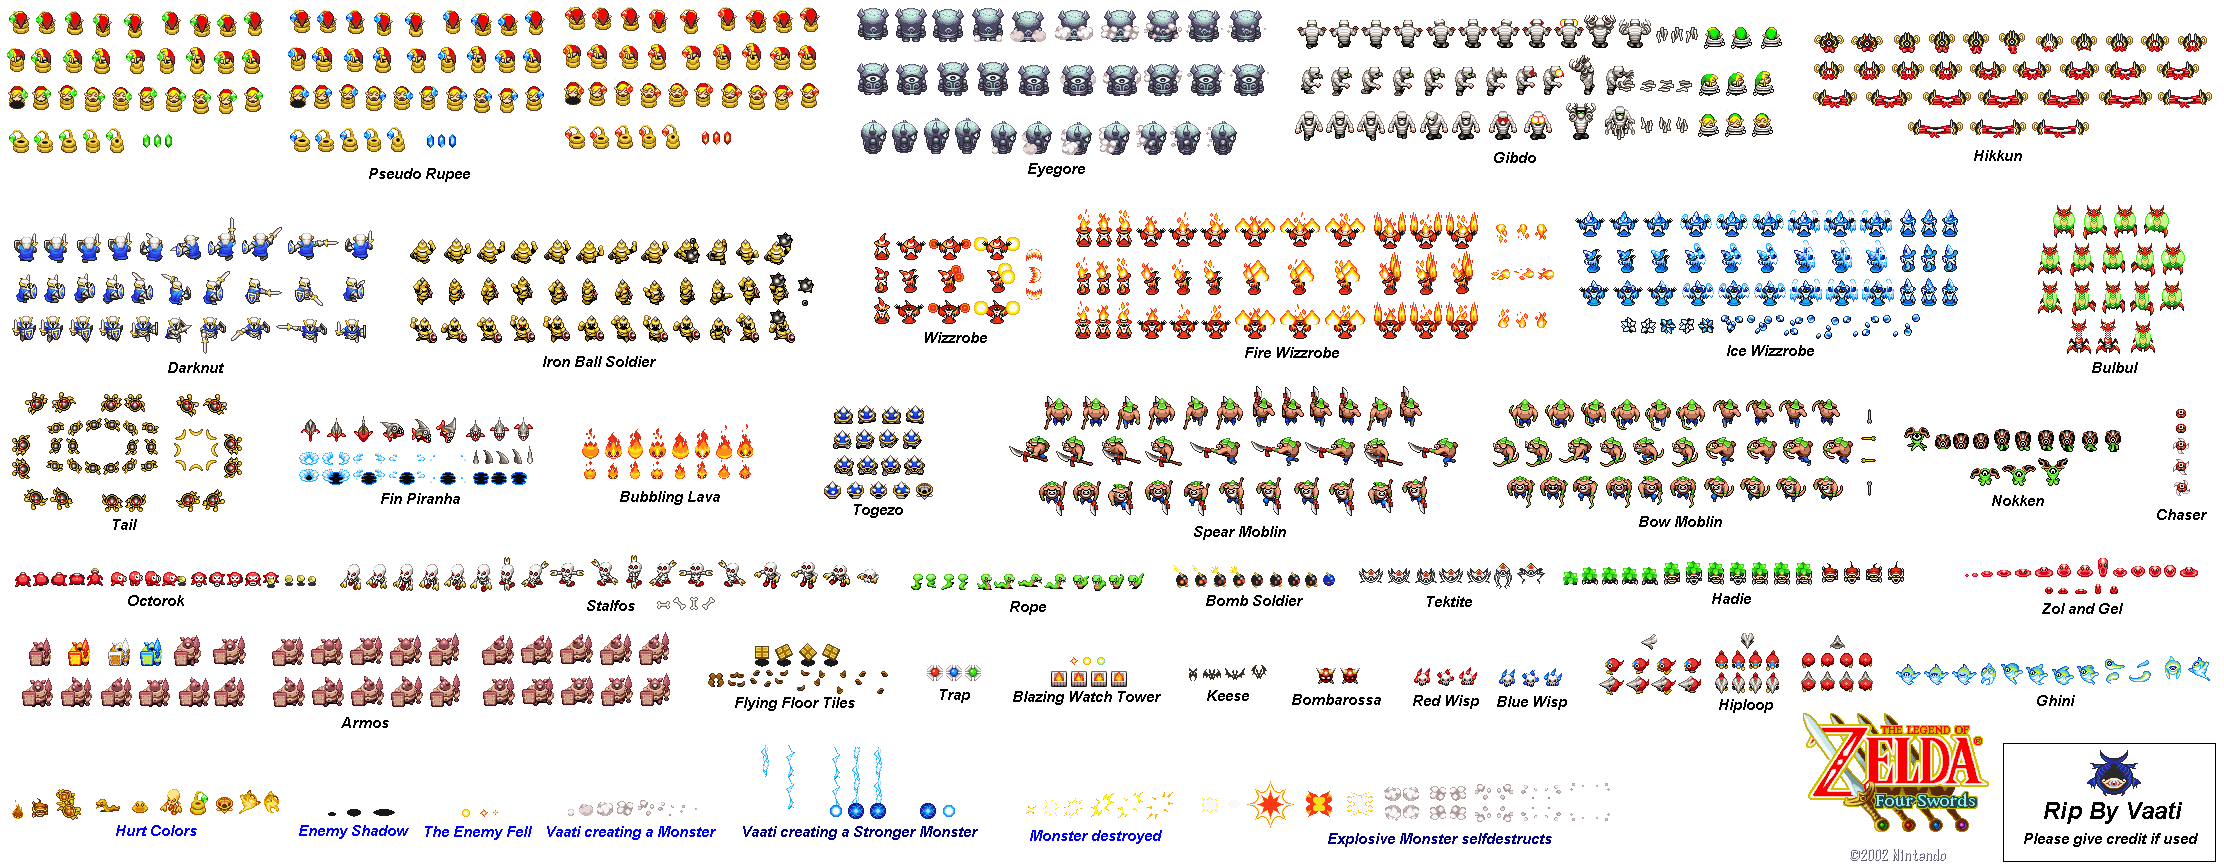 Pseudo Rupee
Eyegore
Gibdo
Hikkun
Darknut
Iron Ball Soldier
Wizzrobe
Fire Wizzrobe
Ice Wizzrobe
Bulbul
Tail
Fin Piranha
Bubbling Lava
Togezo
Spear Moblin
Bow Moblin
Nokken
Chaser
Octorok
Stalfos
Rope
Bomb Soldier
Tektite
Hadie
Zol and Gel
Armos
Flying Floor Tiles
Trap
Blazing Watch Tower
Keese
Bombarossa
Red Wisp
Blue Wisp
Hiploop
Ghini
Hurt Colors
Enemy Shadow
The Enemy Fell
Vaati creating a Monster
Vaati creating a Stronger Monster
Monster destroyed
Explosive Monster selfdestructs
THE LEGEND OF
ZELDA®
Four Swords
©2002 Nintendo
Rip By Vaati
Please give credit if used